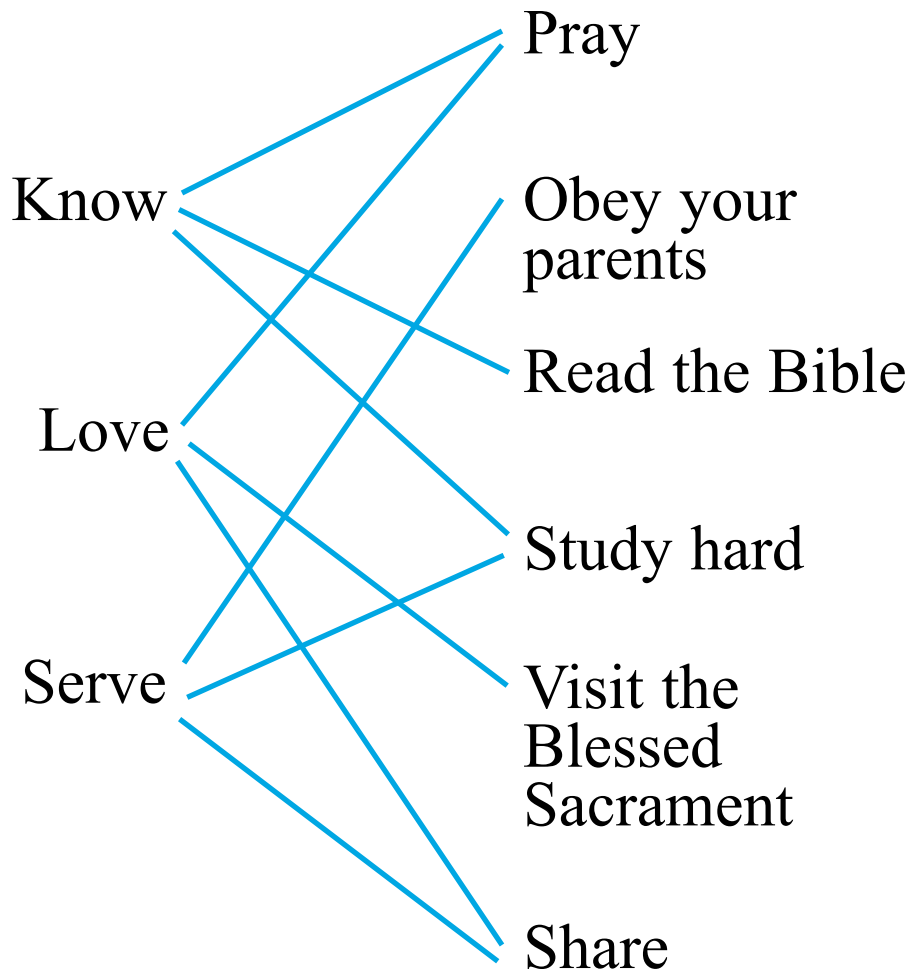 Pray
Know
Obey your
parents
Read the Bible
Love
Study hard
Serve
Visit the
Blessed
Sacrament
Share